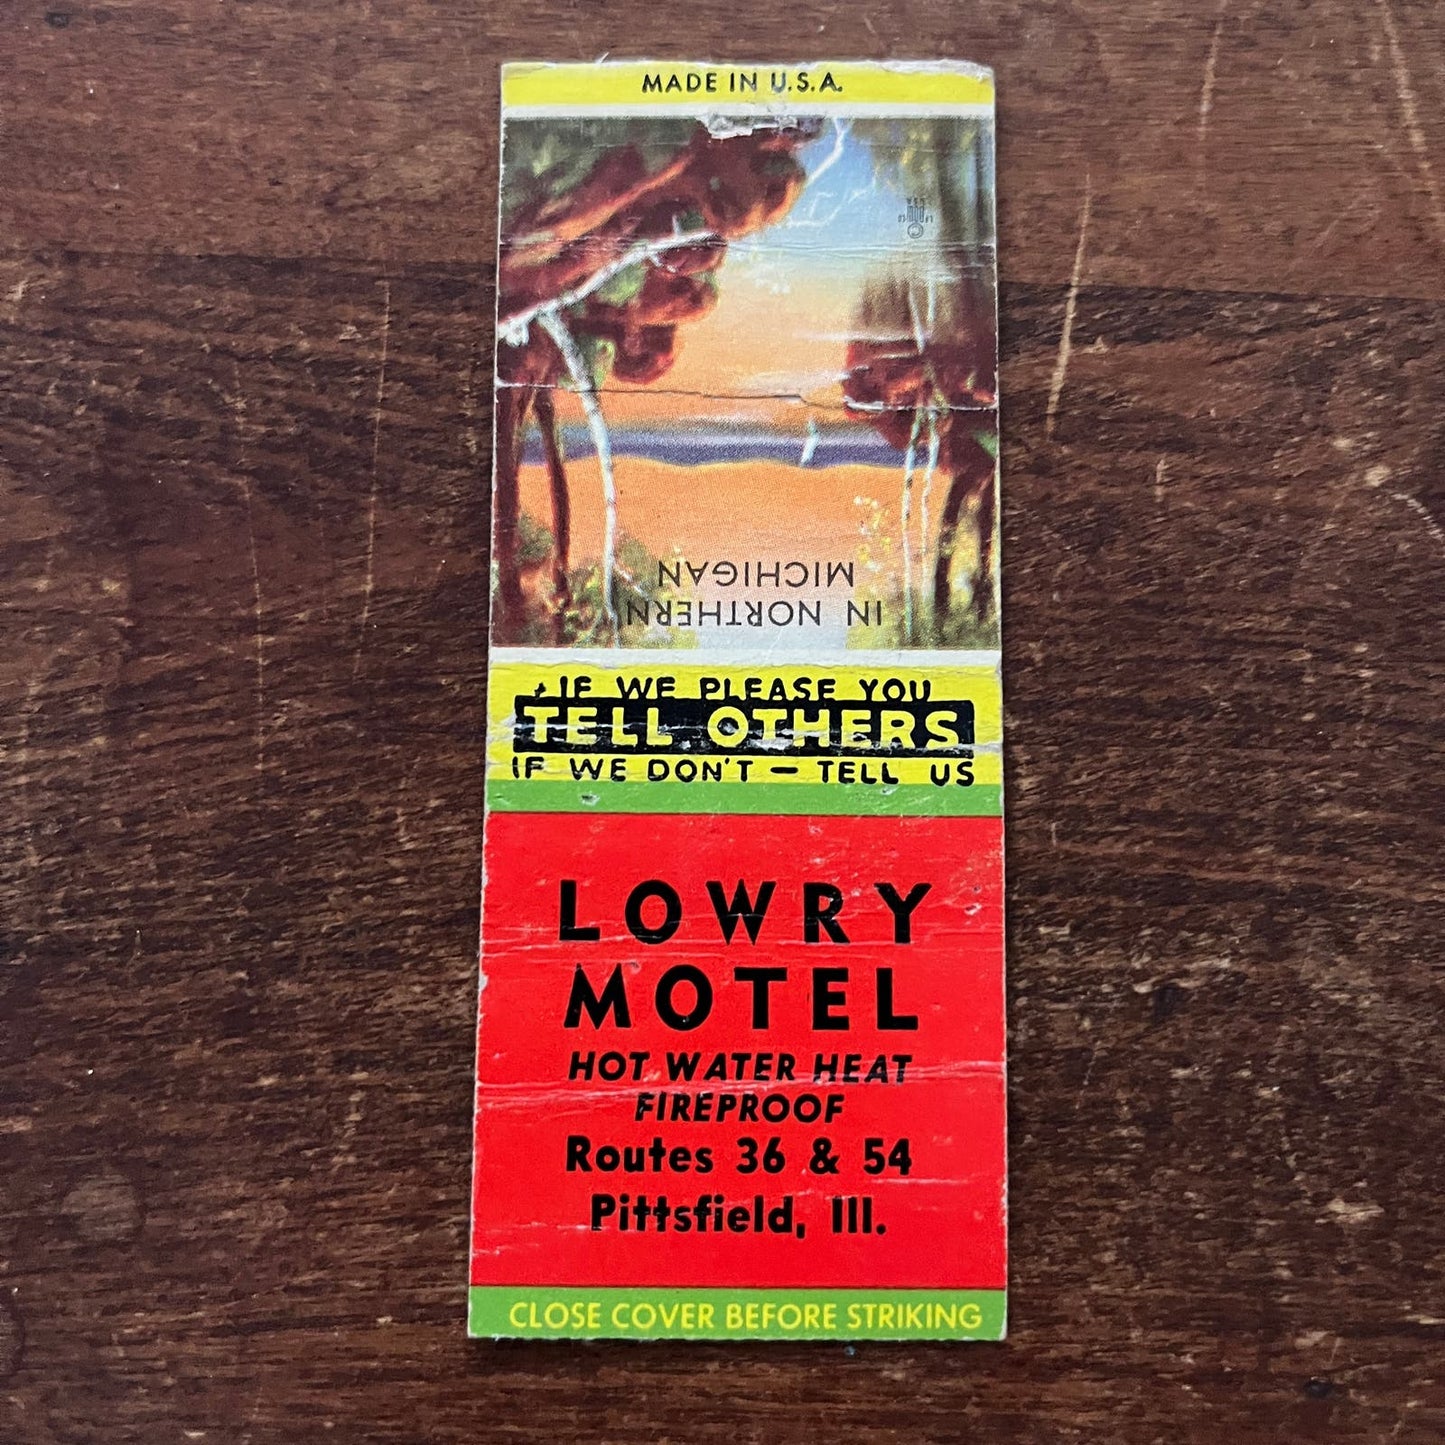 MADE IN U.S.A.
IN NORTHERN
MICHIGAN
IF WE PLEASE YOU
TELL OTHERS
IF WE DON'T — TELL US
LOWRY
MOTEL
HOT WATER HEAT
FIREPROOF
Routes 36 & 54
Pittsfield, Ill.
CLOSE COVER BEFORE STRIKING